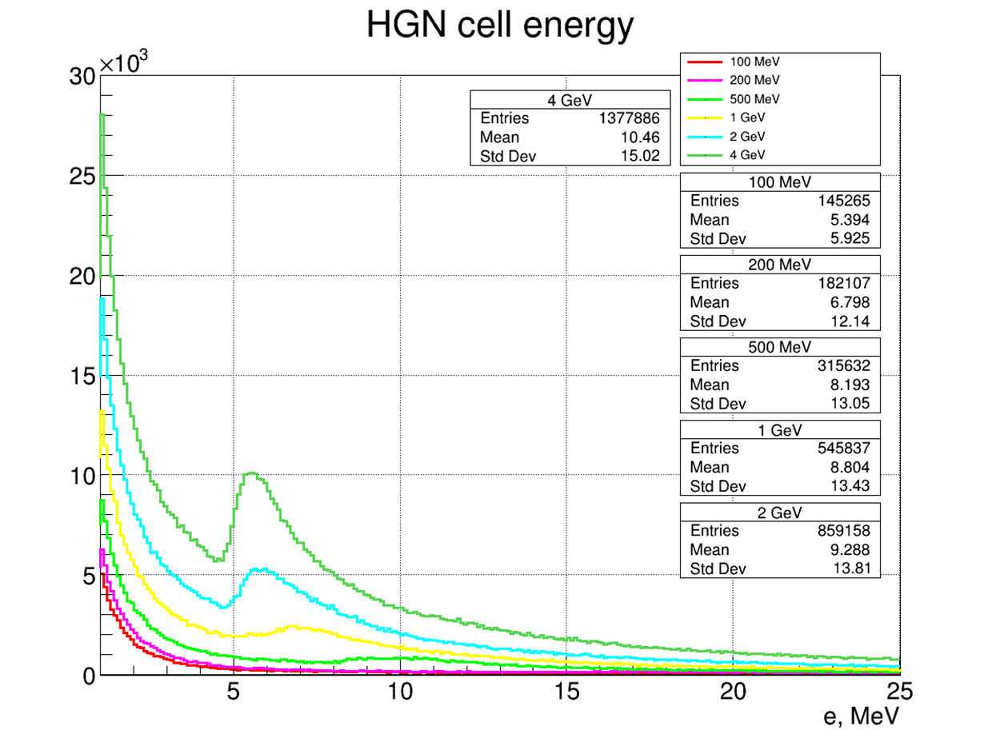 HGN cell energy
×10³
30
25
20
15
10
5
0
5
10
15
20
25
e, MeV
100 MeV
200 MeV
500 MeV
1 GeV
2 GeV
4 GeV
4 GeV
Entries 1377886
Mean 10.46
Std Dev 15.02
100 MeV
Entries 145265
Mean 5.394
Std Dev 5.925
200 MeV
Entries 182107
Mean 6.798
Std Dev 12.14
500 MeV
Entries 315632
Mean 8.193
Std Dev 13.05
1 GeV
Entries 545837
Mean 8.804
Std Dev 13.43
2 GeV
Entries 859158
Mean 9.288
Std Dev 13.81